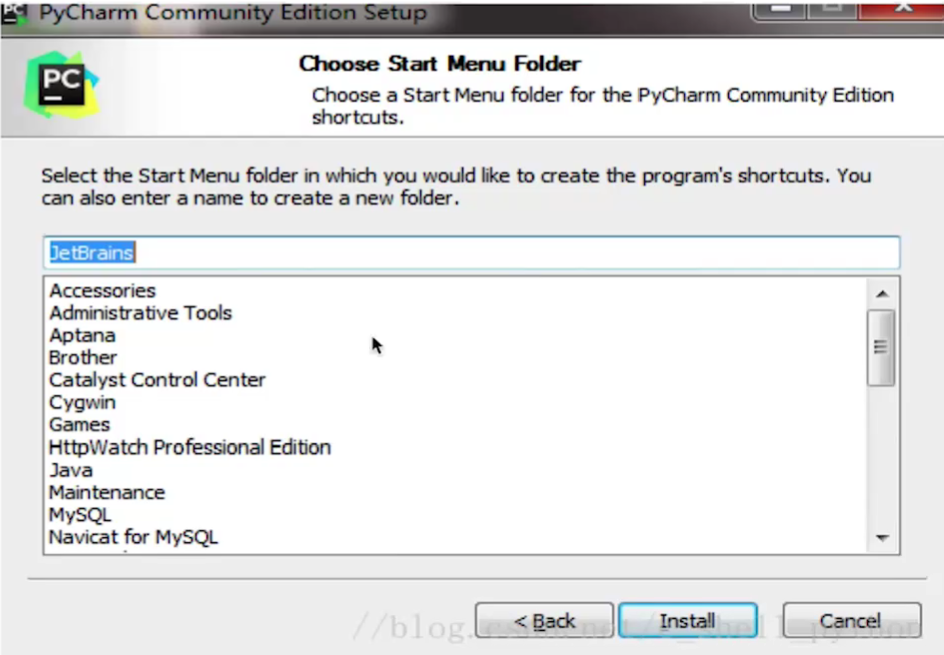 PyCharm Community Edition Setup
PC
Choose Start Menu Folder
Choose a Start Menu folder for the PyCharm Community Edition
shortcuts.
Select the Start Menu folder in which you would like to create the program's shortcuts. You
can also enter a name to create a new folder.
JetBrains
Accessories
Administrative Tools
Aptana
Brother
Catalyst Control Center
Cygwin
Games
HttpWatch Professional Edition
Java
Maintenance
MySQL
Navicat for MySQL
< Back Install Cancel
//blog.